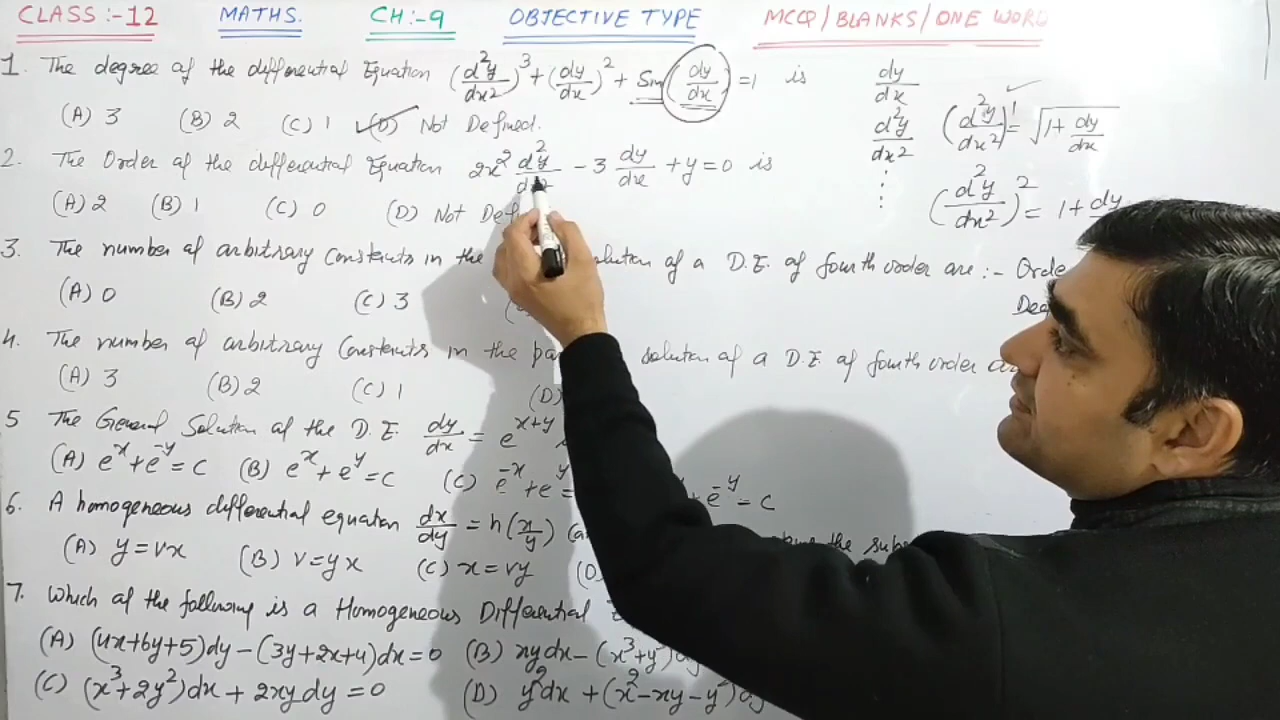 CLASS :- 12 MATHS. CH:- 9 OBJECTIVE TYPE MCQ/BLANKS/ONE WORD
1. The degree of the differential Equation (d²y/dx²)³ + (dy/dx)² + Sin(dy/dx) = 1 is
(A) 3 (B) 2 (C) 1 (D) Not Defined.
dy/dx
d²y/dx²
⋮
(d²y/dx²)¹ = √(1 + dy/dx)
(d²y/dx²)² = 1 + dy
2. The Order of the differential Equation 2x² d²y/dx² - 3 dy/dx + y = 0 is
(A) 2 (B) 1 (C) 0 (D) Not Def
3. The number of arbitrary Constants in the solution of a D.E. of fourth order are :- Orde
(A) 0 (B) 2 (C) 3
4. The number of arbitrary Constants in the pa solution of a D.E. of fourth order
(A) 3 (B) 2 (C) 1 (D)
5 The General Solution of the D.E. dy/dx = e^(x+y)
(A) e^x + e^-y = c (B) e^x + e^y = c (C) e^-x + e^y = e^-y = c
6. A homogeneous differential equation dx/dy = h(x/y) the subs
(A) y = vx (B) v = yx (C) x = vy (D)
7. Which of the following is a Homogeneous Differential
(A) (4x+6y+5)dy - (3y+2x+4)dx = 0 (B) xy dx - (x³+y³)dy
(C) (x³+2y²)dx + 2xy dy = 0 (D) y²dx + (x²-xy-y²)dy